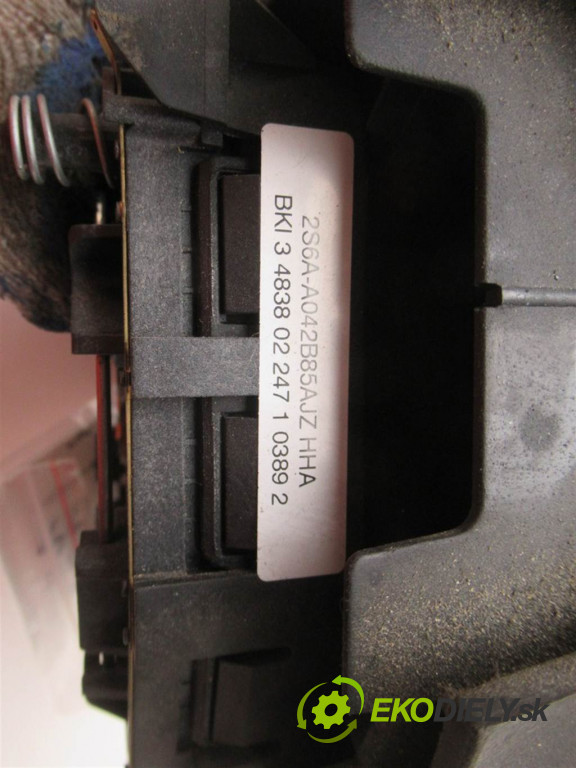 2S6A-A042B85AJZ HHA
BKI 3 4838 02 247 1 0389 2
EKODIELY.sk